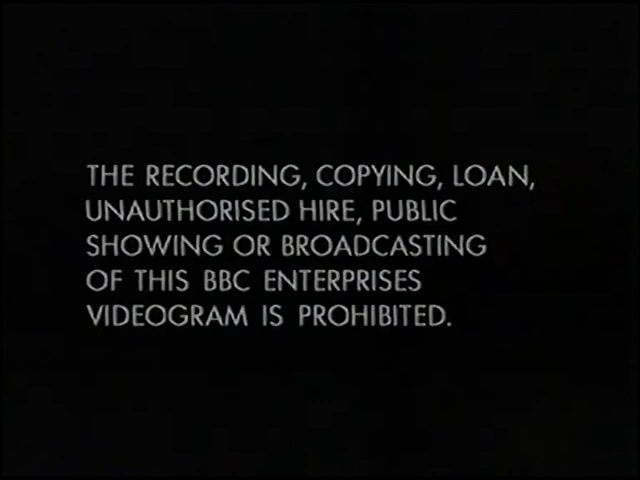 THE RECORDING, COPYING, LOAN,
UNAUTHORISED HIRE, PUBLIC
SHOWING OR BROADCASTING
OF THIS BBC ENTERPRISES
VIDEOGRAM IS PROHIBITED.